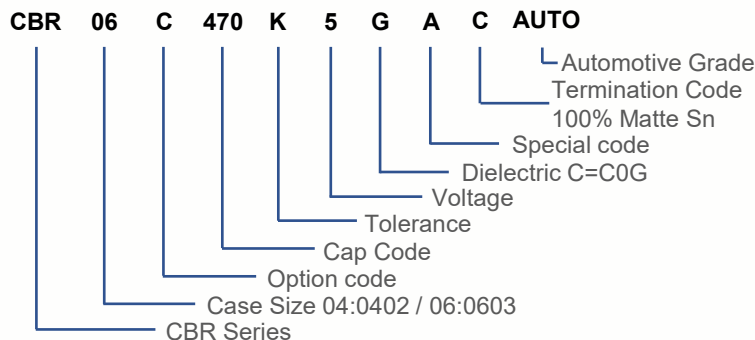 CBR 06 C 470 K 5 G A C AUTO
Automotive Grade
Termination Code
100% Matte Sn
Special code
Dielectric C=C0G
Voltage
Tolerance
Cap Code
Option code
Case Size 04:0402 / 06:0603
CBR Series